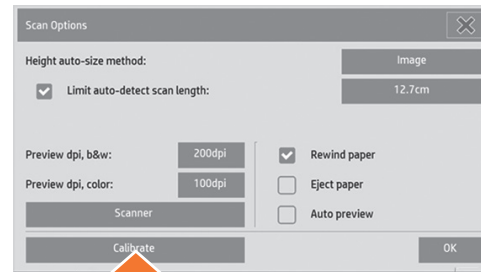 Scan Options
Height auto-size method: Image
Limit auto-detect scan length: 12.7cm
Preview dpi, b&w: 200dpi Rewind paper
Preview dpi, color: 100dpi Eject paper
Scanner Auto preview
Calibrate OK